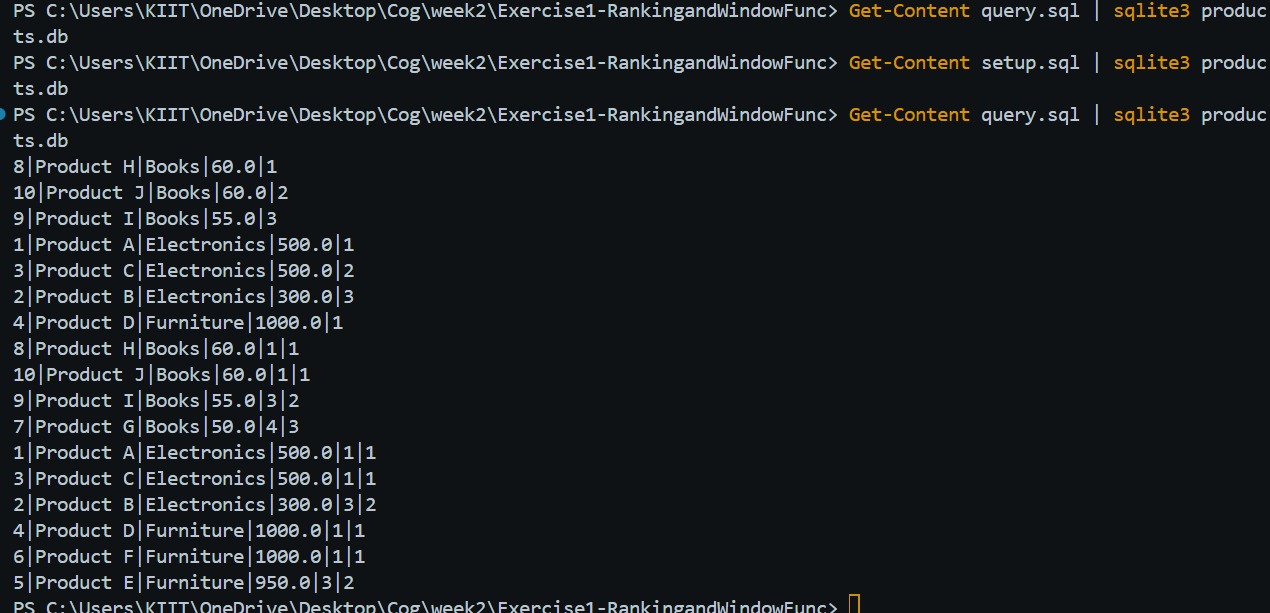 PS C:\Users\KIIT\OneDrive\Desktop\Cog\week2\Exercise1-RankingandWindowFunc> Get-Content query.sql | sqlite3 produc
ts.db
PS C:\Users\KIIT\OneDrive\Desktop\Cog\week2\Exercise1-RankingandWindowFunc> Get-Content setup.sql | sqlite3 produc
ts.db
PS C:\Users\KIIT\OneDrive\Desktop\Cog\week2\Exercise1-RankingandWindowFunc> Get-Content query.sql | sqlite3 produc
ts.db
8|Product H|Books|60.0|1
10|Product J|Books|60.0|2
9|Product I|Books|55.0|3
1|Product A|Electronics|500.0|1
3|Product C|Electronics|500.0|2
2|Product B|Electronics|300.0|3
4|Product D|Furniture|1000.0|1
8|Product H|Books|60.0|1|1
10|Product J|Books|60.0|1|1
9|Product I|Books|55.0|3|2
7|Product G|Books|50.0|4|3
1|Product A|Electronics|500.0|1|1
3|Product C|Electronics|500.0|1|1
2|Product B|Electronics|300.0|3|2
4|Product D|Furniture|1000.0|1|1
6|Product F|Furniture|1000.0|1|1
5|Product E|Furniture|950.0|3|2
PS C:\Users\KIIT\OneDrive\Desktop\Cog\week2\Exercise1-RankingandWindowFunc>